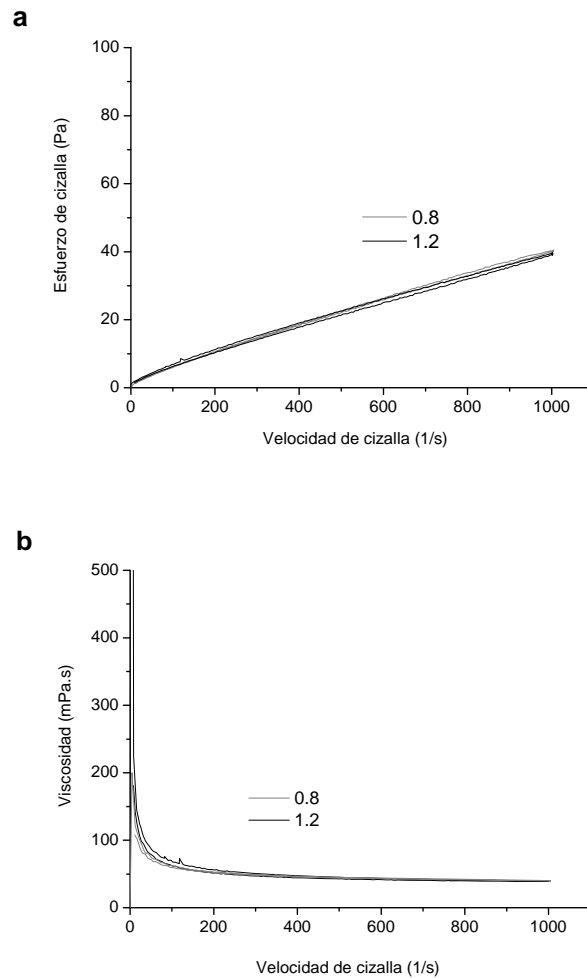 a
100
80
60
40
20
0
Esfuerzo de cizalla (Pa)
0.8
1.2
0 200 400 600 800 1000
Velocidad de cizalla (1/s)
b
500
400
300
200
100
0
Viscosidad (mPa.s)
0.8
1.2
0 200 400 600 800 1000
Velocidad de cizalla (1/s)